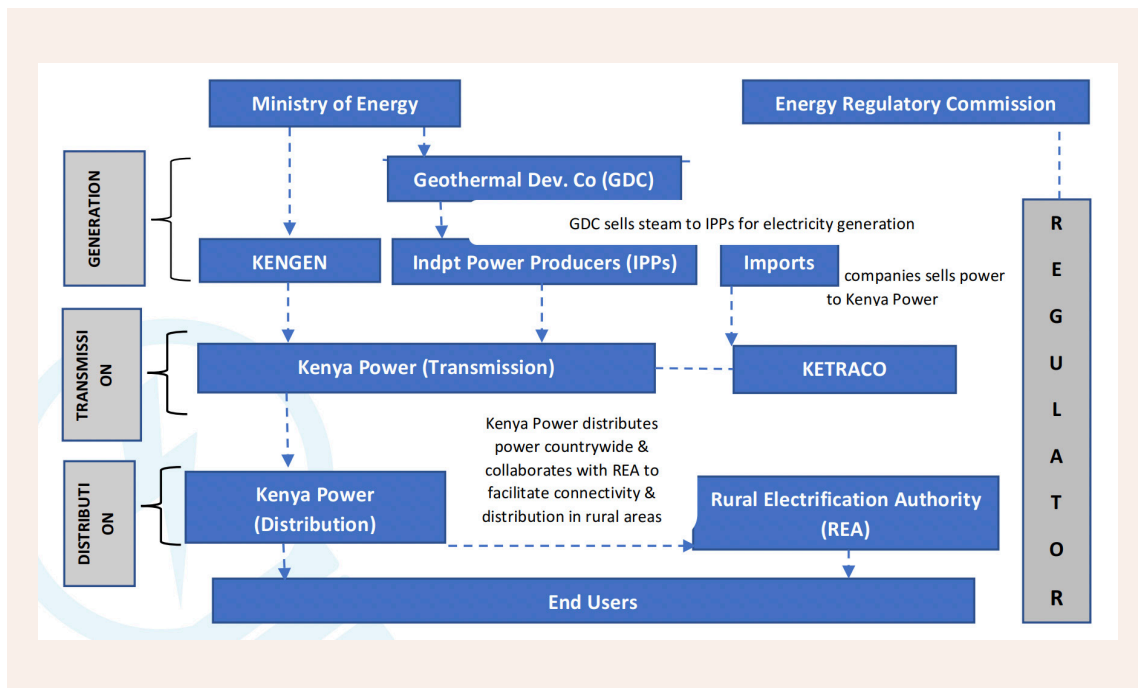 Ministry of Energy
Energy Regulatory Commission
GENERATION
Geothermal Dev. Co (GDC)
GDC sells steam to IPPs for electricity generation
KENGEN
Indpt Power Producers (IPPs)
Imports
companies sells power
to Kenya Power
TRANSMISSI
ON
Kenya Power (Transmission)
KETRACO
Kenya Power distributes
power countrywide &
collaborates with REA to
facilitate connectivity &
distribution in rural areas
DISTRIBUTI
ON
Kenya Power
(Distribution)
Rural Electrification Authority
(REA)
End Users
R
E
G
U
L
A
T
O
R